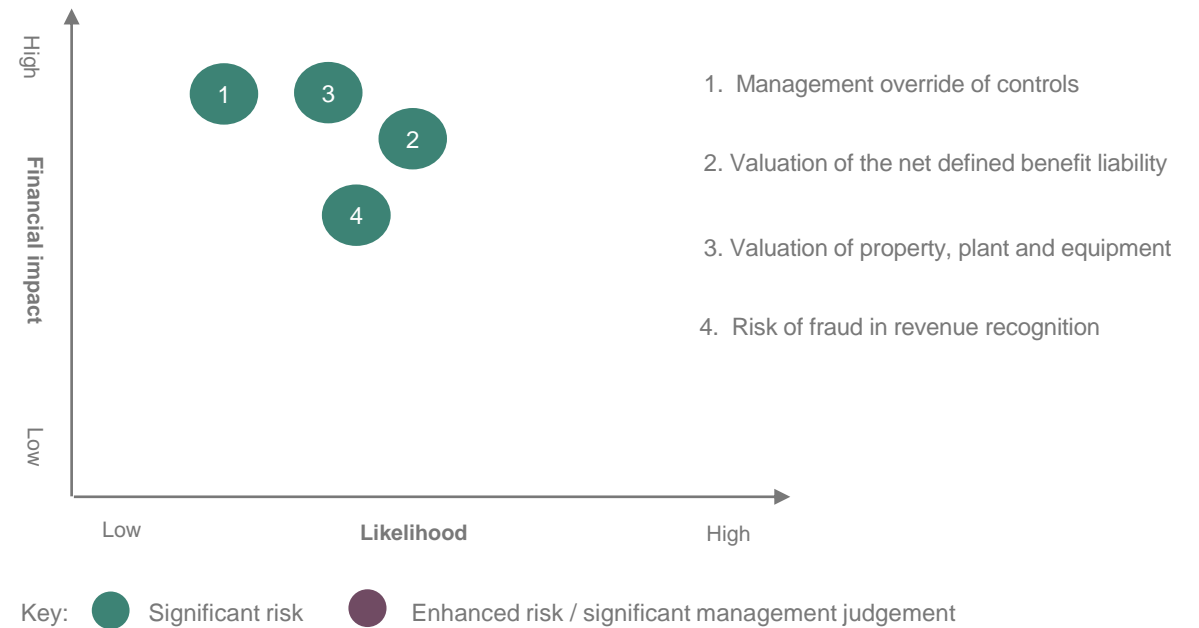 High
Financial impact
Low
1
3
2
4
1. Management override of controls
2. Valuation of the net defined benefit liability
3. Valuation of property, plant and equipment
4. Risk of fraud in revenue recognition
Low
Likelihood
High
Key:
Significant risk
Enhanced risk / significant management judgement